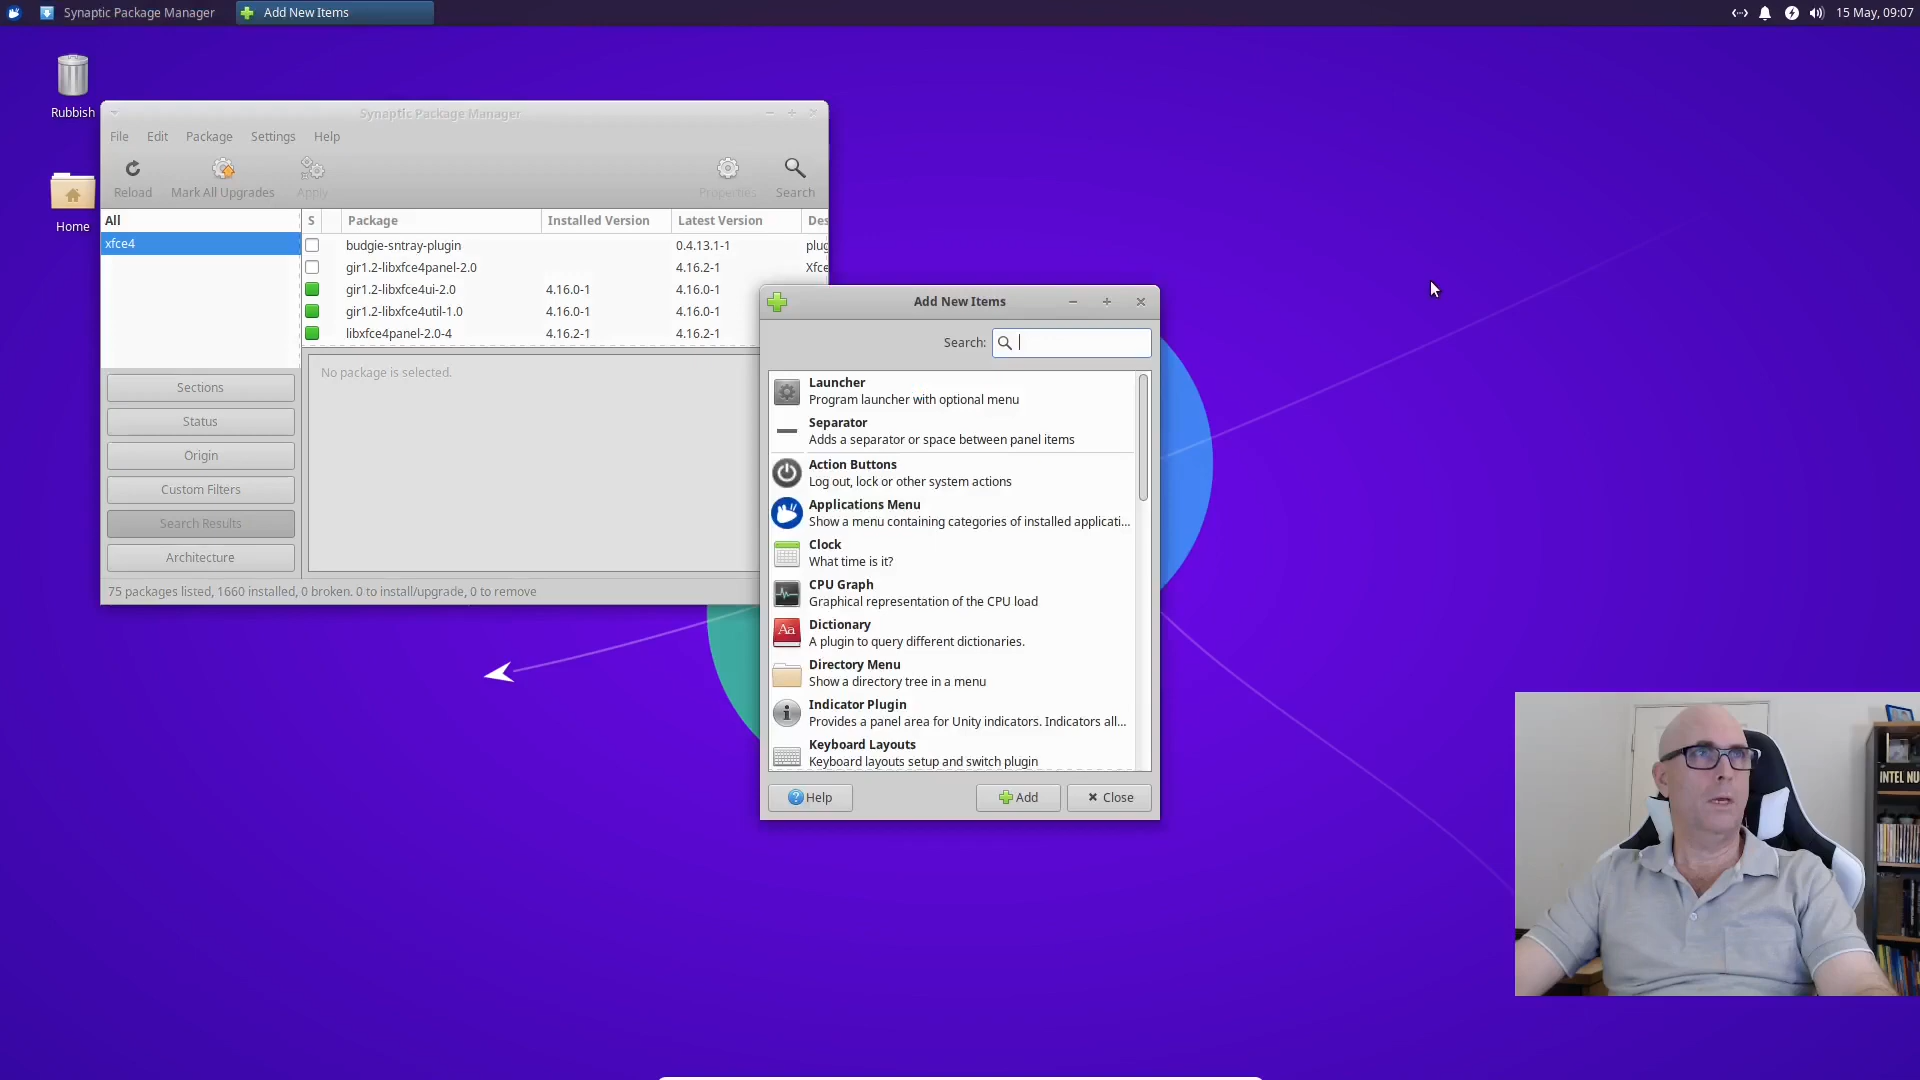 Synaptic Package Manager
Add New Items
15 May, 09:07
Rubbish
Home
Synaptic Package Manager
File Edit Package Settings Help
Reload Mark All Upgrades Apply Properties Search
All
xfce4
S Package Installed Version Latest Version Des
budgie-sntray-plugin 0.4.13.1-1 plug
gir1.2-libxfce4panel-2.0 4.16.2-1 Xfce
gir1.2-libxfce4ui-2.0 4.16.0-1 4.16.0-1
gir1.2-libxfce4util-1.0 4.16.0-1 4.16.0-1
libxfce4panel-2.0-4 4.16.2-1 4.16.2-1
No package is selected.
Sections
Status
Origin
Custom Filters
Search Results
Architecture
75 packages listed, 1660 installed, 0 broken. 0 to install/upgrade, 0 to remove
Add New Items
Search:
Launcher
Program launcher with optional menu
Separator
Adds a separator or space between panel items
Action Buttons
Log out, lock or other system actions
Applications Menu
Show a menu containing categories of installed applicati...
Clock
What time is it?
CPU Graph
Graphical representation of the CPU load
Aa
Dictionary
A plugin to query different dictionaries.
Directory Menu
Show a directory tree in a menu
Indicator Plugin
Provides a panel area for Unity indicators. Indicators all...
Keyboard Layouts
Keyboard layouts setup and switch plugin
Help
Add
Close
INTEL NU